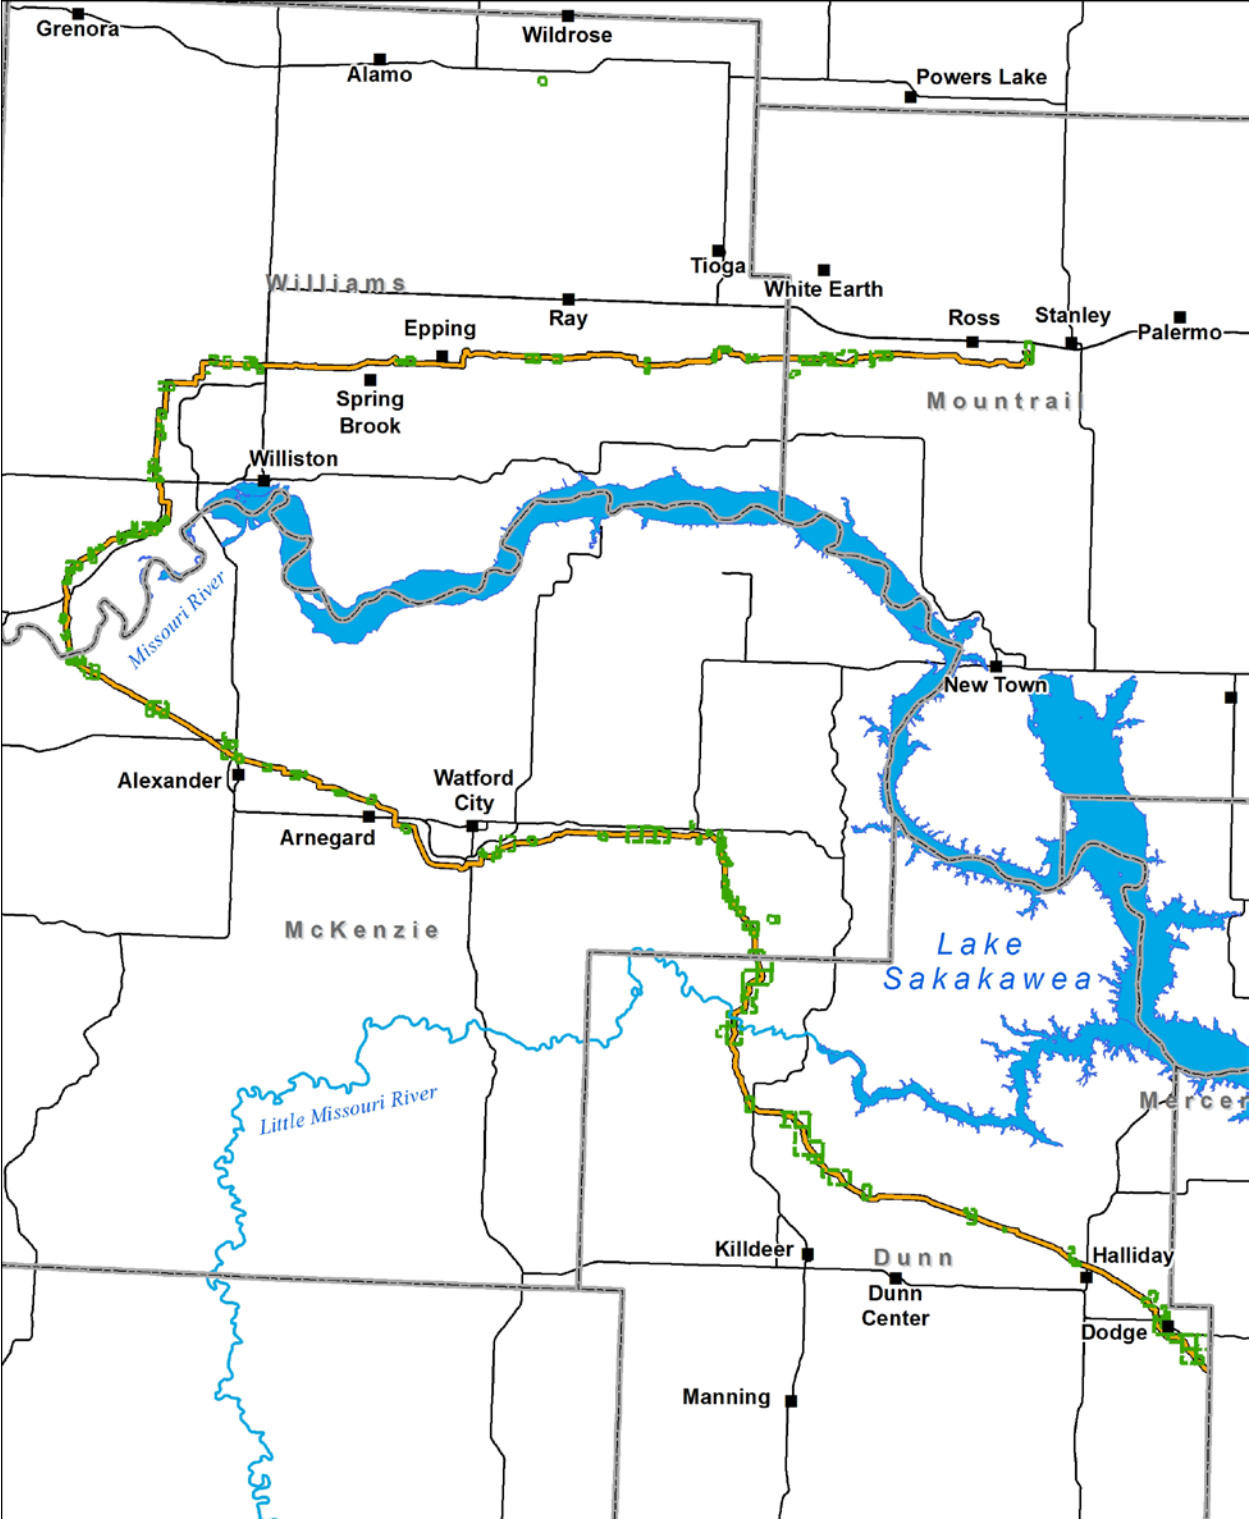 Grenora
Wildrose
Alamo
Powers Lake
Tioga
White Earth
Williams
Ray
Epping
Ross
Stanley
Palermo
Spring
Brook
Mountrail
Williston
Missouri River
New Town
Alexander
Watford
City
Arnegard
McKenzie
Lake
Sakakawea
Little Missouri River
Mercer
Killdeer
Dunn
Halliday
Dunn
Center
Dodge
Manning